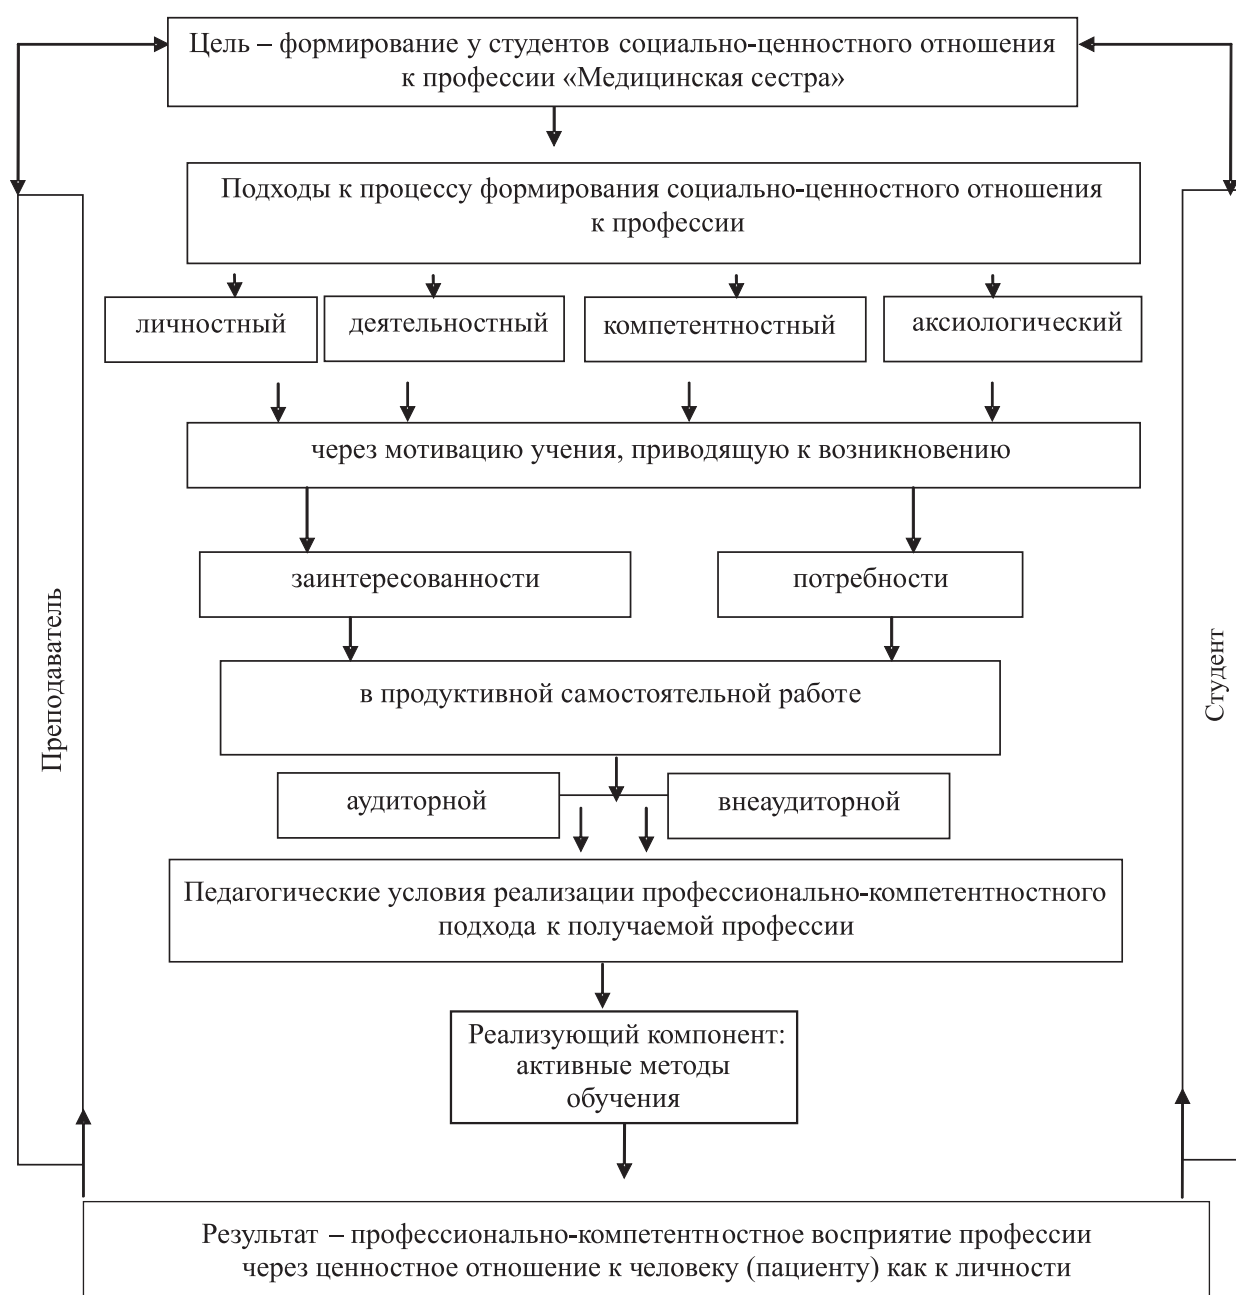 Цель – формирование у студентов социально-ценностного отношения
к профессии «Медицинская сестра»
Подходы к процессу формирования социально-ценностного отношения
к профессии
личностный
деятельностный
компетентностный
аксиологический
через мотивацию учения, приводящую к возникновению
заинтересованности
потребности
Преподаватель
Студент
в продуктивной самостоятельной работе
аудиторной
внеаудиторной
Педагогические условия реализации профессионально-компетентностного
подхода к получаемой профессии
Реализующий компонент:
активные методы
обучения
Результат – профессионально-компетентностное восприятие профессии
через ценностное отношение к человеку (пациенту) как к личности